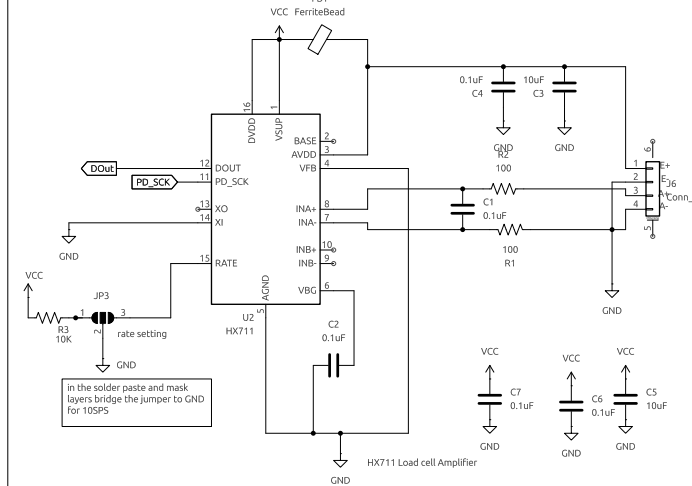 VCC FerriteBead
16
DVDD
1
VSUP
0.1uF
C4
10uF
C3
GND
GND
BASE 2
AVDD 3
VFB 4
DOut
12 DOUT
PD_SCK
11 PD_SCK
13 XO
14 XI
GND
15 RATE
INA+ 8
INA- 7
INB+ 10
INB- 9
VBG 6
AGND
5
U2
HX711
R2
100
C1
0.1uF
100
R1
6
1 E+
2 E-
3 A+
4 A-
5
J6
Conn_
GND
VCC
R3
10K
JP3
1
3
2
rate setting
GND
in the solder paste and mask
layers bridge the jumper to GND
for 10SPS
C2
0.1uF
GND
HX711 Load cell Amplifier
VCC
C7
0.1uF
GND
VCC
C6
0.1uF
GND
VCC
C5
10uF
GND